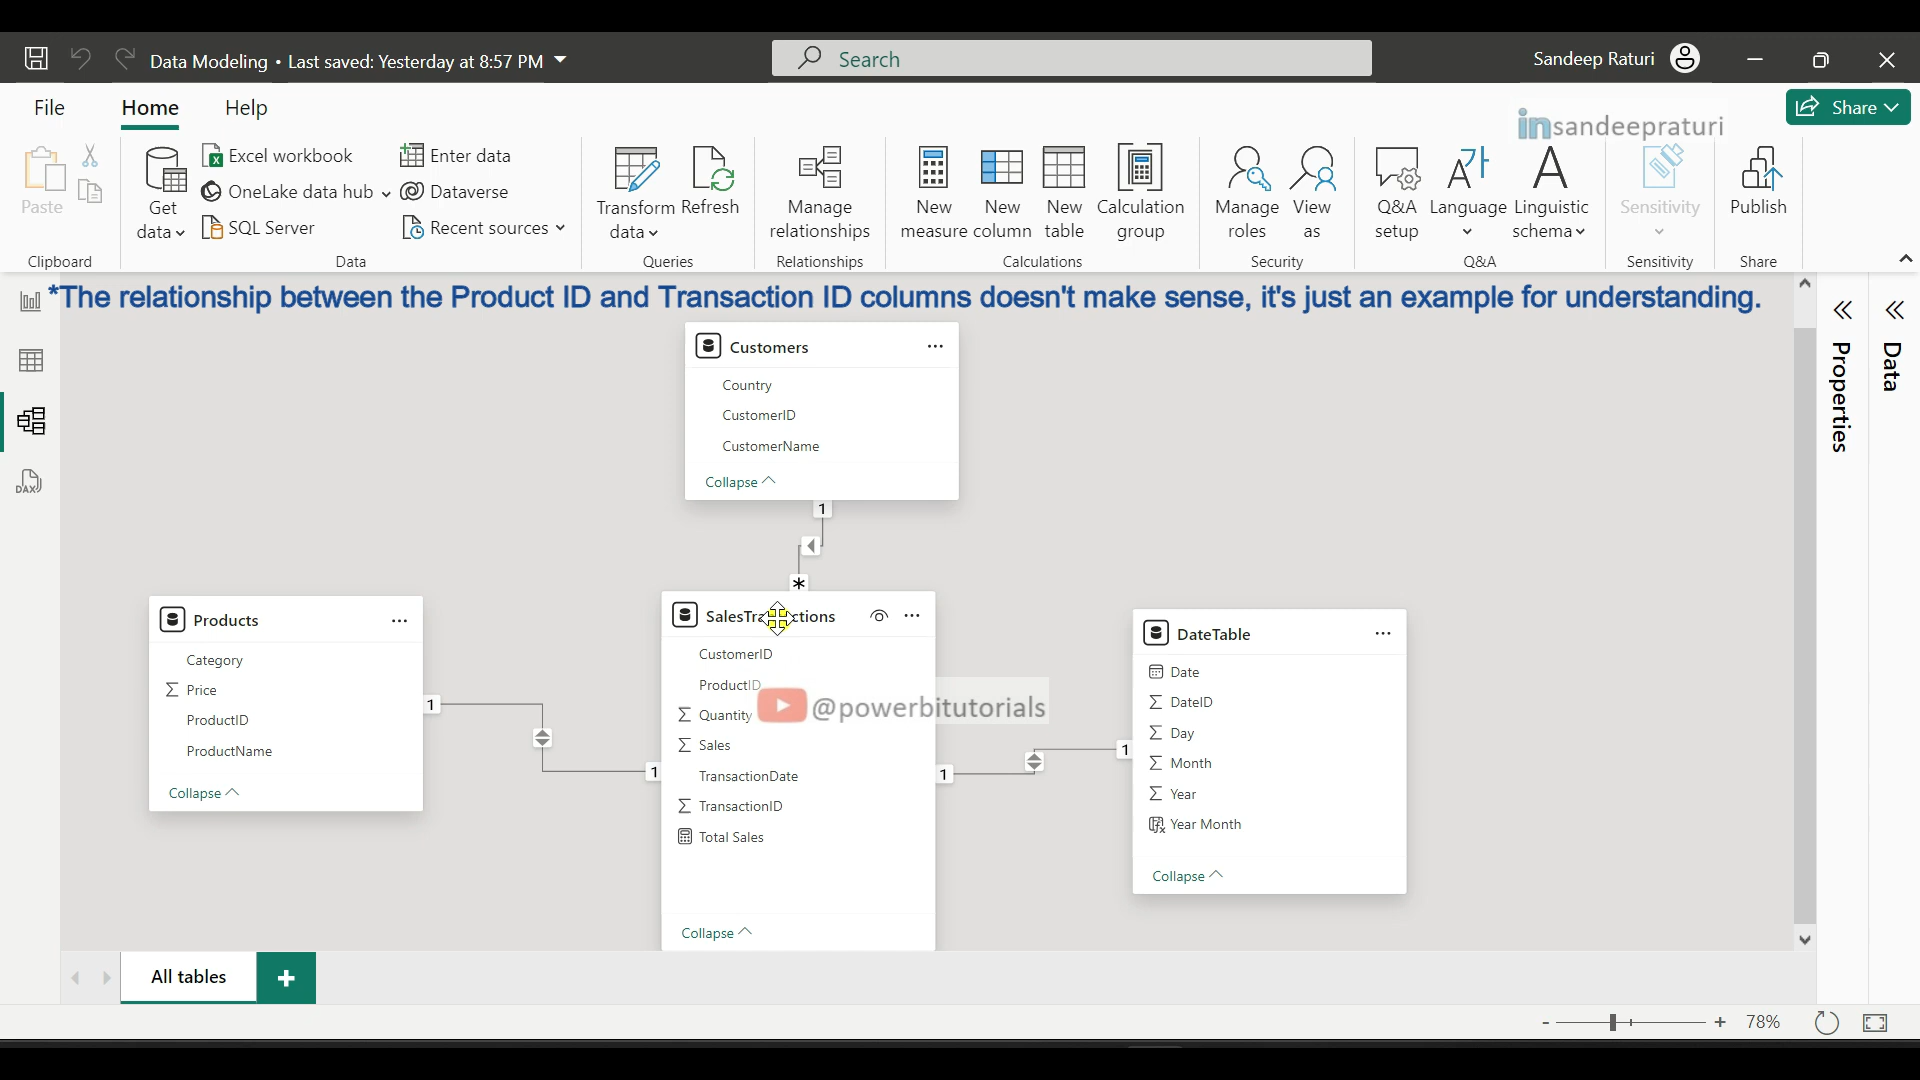 Data Modeling • Last saved: Yesterday at 8:57 PM
Search
Sandeep Raturi
File
Home
Help
Share
insandeepraturi
Paste
Clipboard
Get data
Excel workbook
OneLake data hub
SQL Server
Enter data
Dataverse
Recent sources
Data
Transform data
Refresh
Queries
Manage relationships
Relationships
New measure
New column
New table
Calculation group
Calculations
Manage roles
View as
Security
Q&A setup
Language
Linguistic schema
Q&A
Sensitivity
Sensitivity
Publish
Share
*The relationship between the Product ID and Transaction ID columns doesn't make sense, it's just an example for understanding.
Properties
Data
DAX
Customers
Country
CustomerID
CustomerName
Collapse
1
*
Products
Category
Price
ProductID
ProductName
Collapse
1
1
CustomerID
ProductID
Quantity
Sales
TransactionDate
TransactionID
Total Sales
Collapse
@powerbitutorials
1
1
DateTable
Date
DateID
Day
Month
Year
Year Month
Collapse
All tables
+
- + 78%